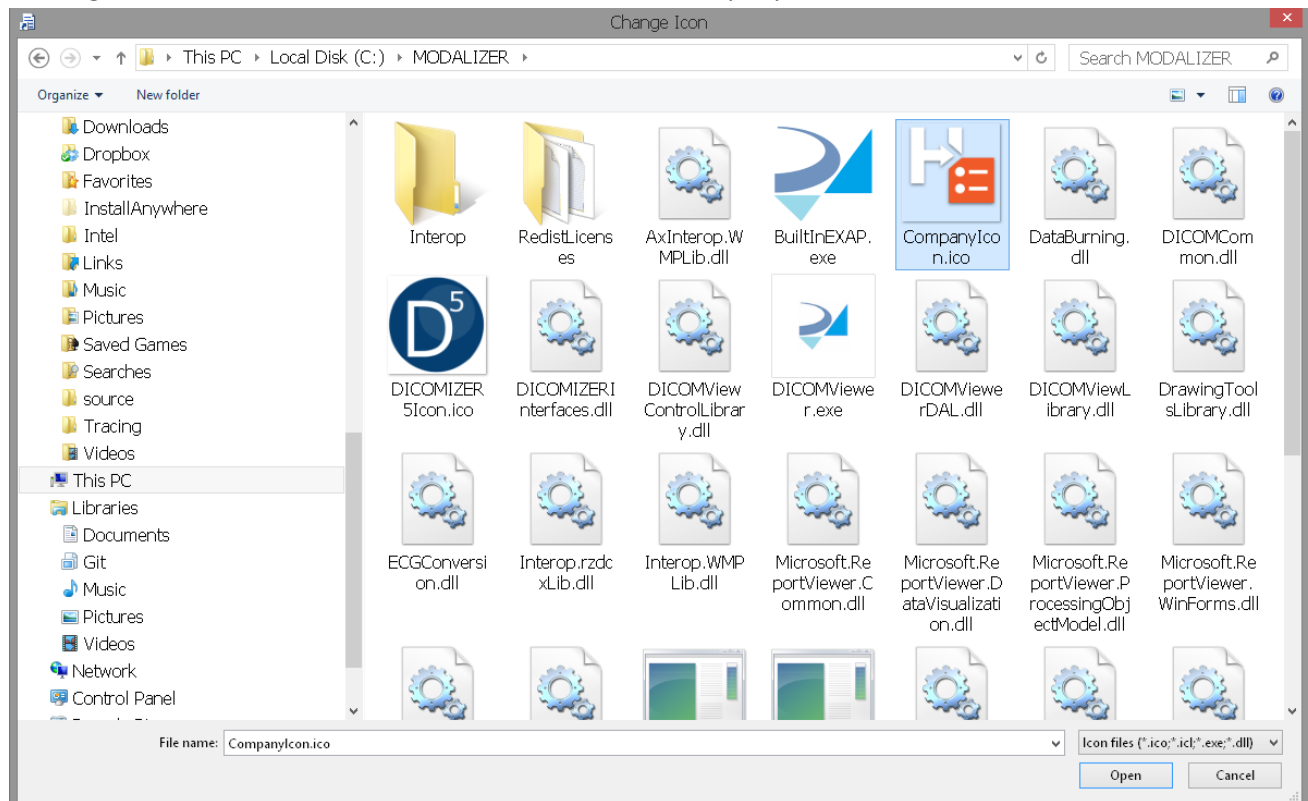 Change Icon
This PC Local Disk (C:) MODALIZER
Search MODALIZER
Organize New folder
Downloads
Dropbox
Favorites
InstallAnywhere
Intel
Links
Music
Pictures
Saved Games
Searches
source
Tracing
Videos
This PC
Libraries
Documents
Git
Music
Pictures
Videos
Network
Control Panel
Interop
RedistLicens
es
AxInterop.W
MPLib.dll
BuiltInEXAP.
exe
CompanyIco
n.ico
DataBurning.
dll
DICOMCom
mon.dll
D5
DICOMIZER
5Icon.ico
DICOMIZERI
nterfaces.dll
DICOMView
ControlLibrar
y.dll
DICOMViewe
r.exe
DICOMViewe
rDAL.dll
DICOMViewL
ibrary.dll
DrawingTool
sLibrary.dll
ECGConversi
on.dll
Interop.rzdc
xLib.dll
Interop.WMP
Lib.dll
Microsoft.Re
portViewer.C
ommon.dll
Microsoft.Re
portViewer.D
ataVisualizati
on.dll
Microsoft.Re
portViewer.P
rocessingObj
ectModel.dll
Microsoft.Re
portViewer.
WinForms.dll
File name: CompanyIcon.ico
Icon files (*.ico;*.icl;*.exe;*.dll)
Open Cancel